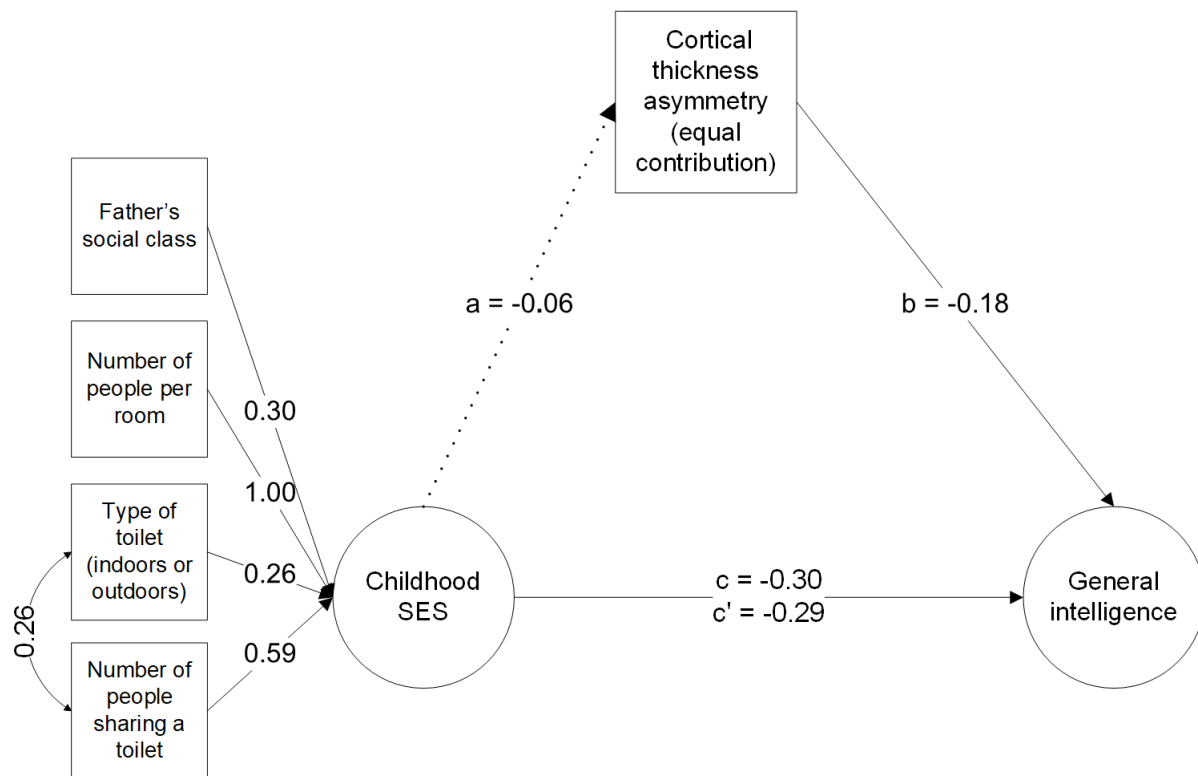 Cortical
thickness
asymmetry
(equal
contribution)
Father’s
social class
Number of
people per
room
Type of
toilet
(indoors or
outdoors)
Number of
people
sharing a
toilet
0.26
0.30
1.00
0.26
0.59
Childhood
SES
a = -0.06
b = -0.18
c = -0.30
c' = -0.29
General
intelligence